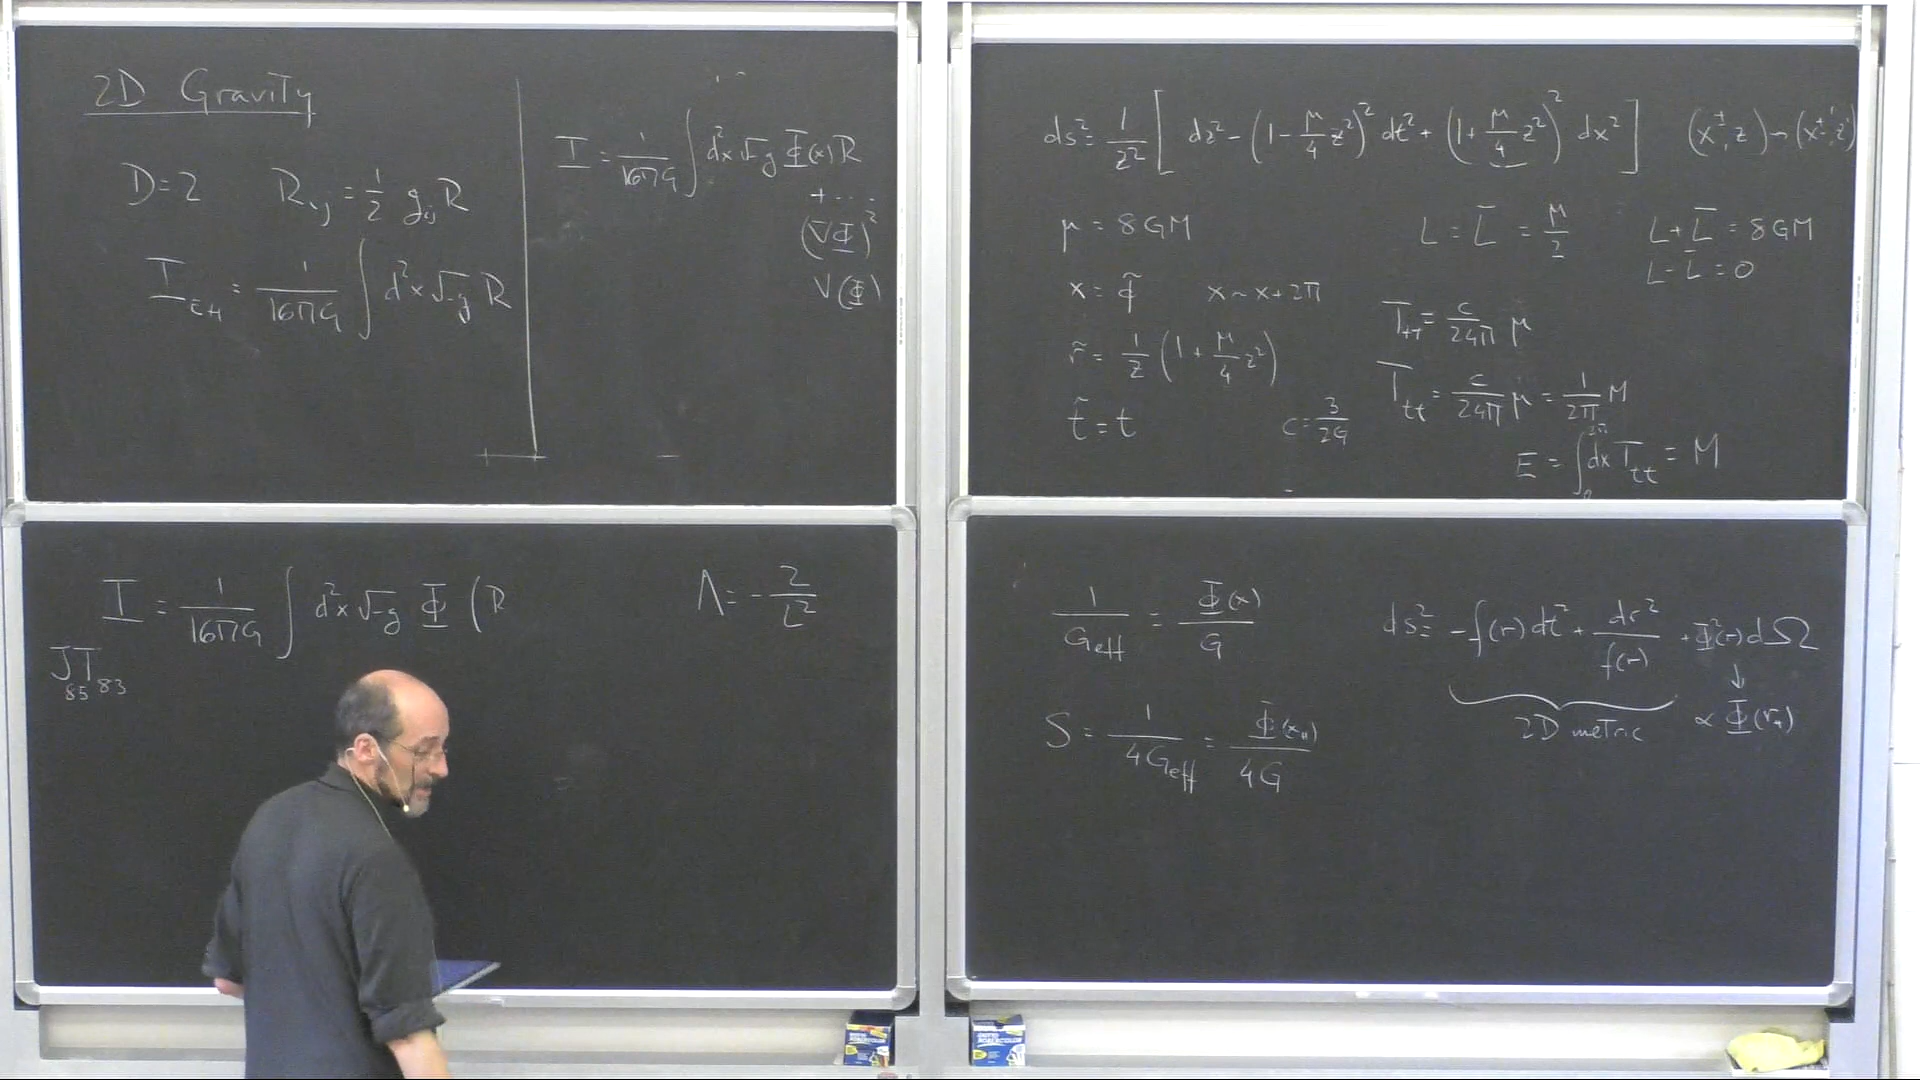 2D Gravity
D=2 R_ij = 1/2 g_ij R
I_EH = 1/16πG ∫ d²x √-g R
I = 1/16πG ∫ d²x √-g Φ(x) R
+ ...
(∇Φ)²
V(Φ)
ds² = 1/z² [ dz² - (1 - μ/4 z²)² dt² + (1 + μ/4 z²)² dx² ]
μ = 8GM L = L̄ = μ/2 L + L̄ = 8GM
L - L̄ = 0
x = φ̃ x ~ x + 2π
r̃ = 1/z (1 + μ/4 z²)
t̃ = t c = 3/2G
T_tt = c/24π μ = 1/2π M
E = ∫₀^2π dx T_tt = M
I = 1/16πG ∫ d²x √-g Φ (R Λ = -2/L²
JT
85 83
1/G_eff = Φ(x)/G
ds² = -f(r)dt² + dr²/f(r) + Φ²(r)dΩ
2D metric ∝ Φ(r₊)
S = 1/4G_eff = Φ(x_H)/4G